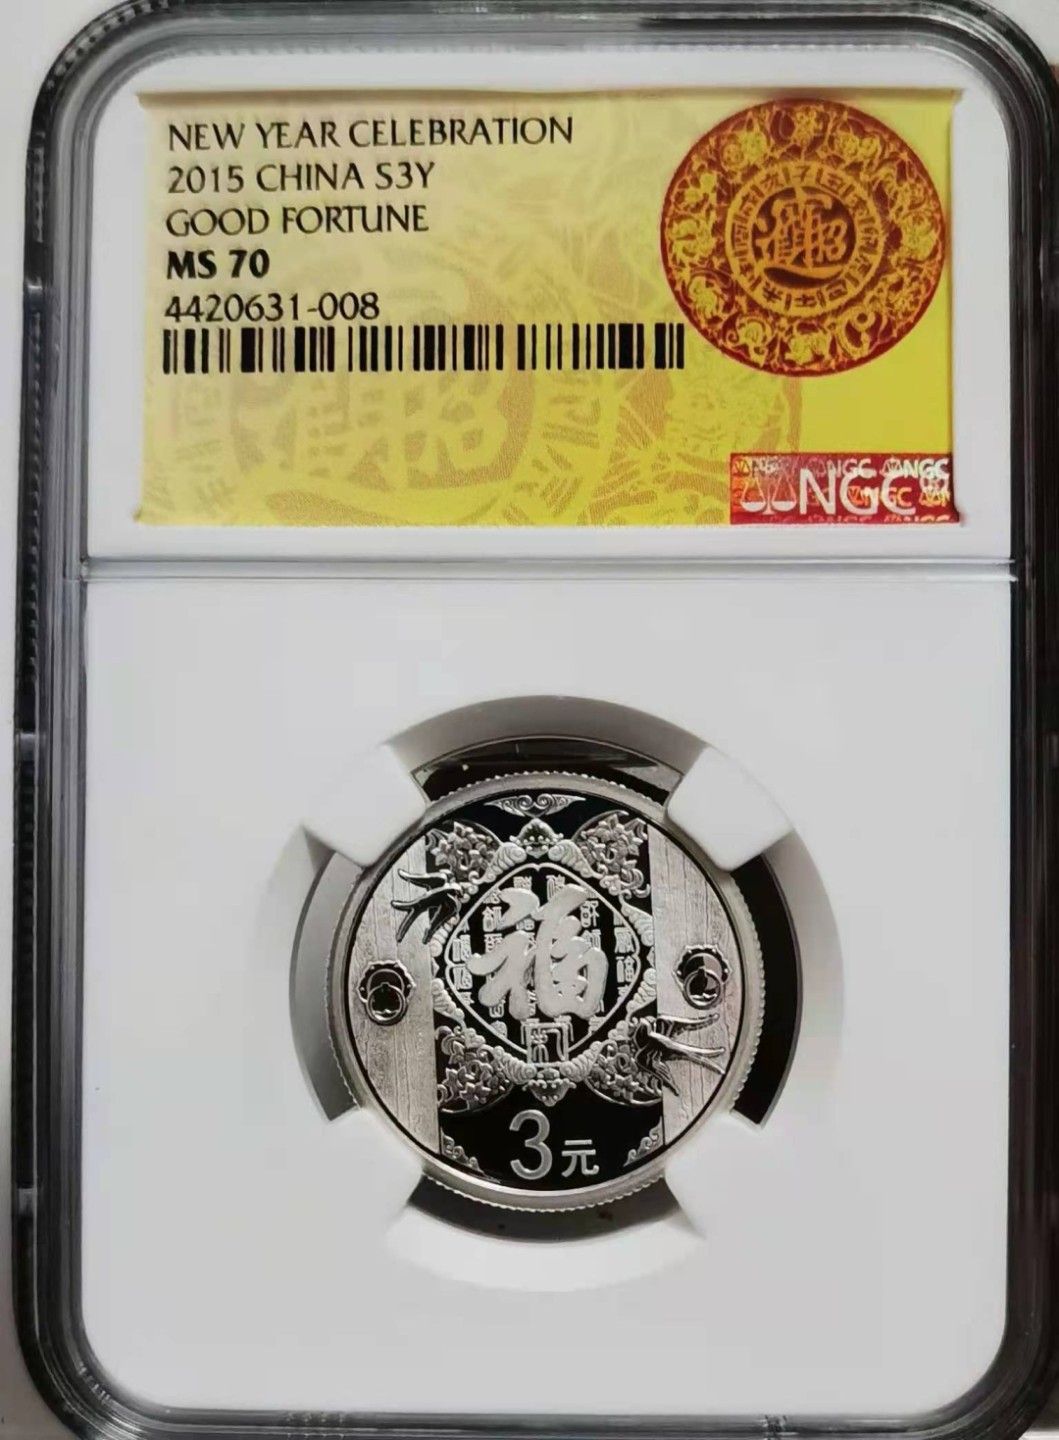 NEW YEAR CELEBRATION
2015 CHINA S3Y
GOOD FORTUNE
MS 70
4420631-008
NGC
福
3元